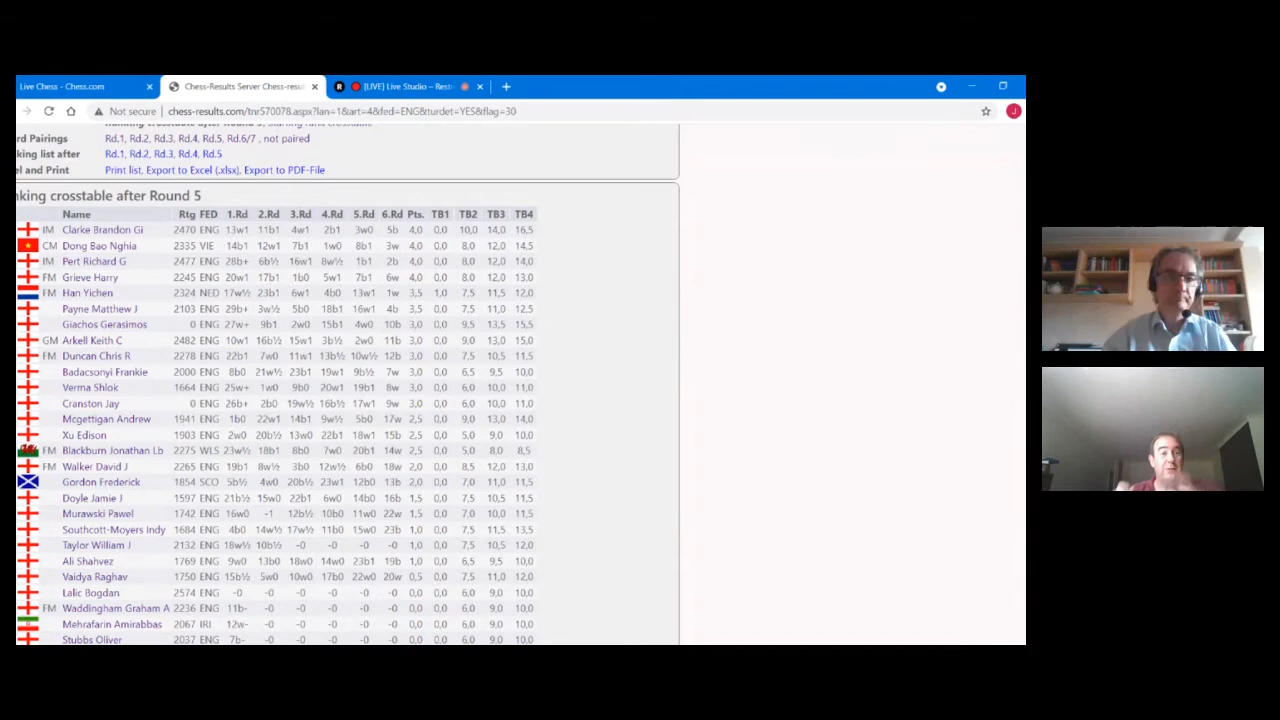 Live Chess - Chess.com
Chess-Results Server Chess-resul
R [LIVE] Live Studio – Rest
Not secure | chess-results.com/tnr570078.aspx?lan=1&art=4&fed=ENG&turdet=YES&flag=30
J
rd Pairings Rd.1, Rd.2, Rd.3, Rd.4, Rd.5, Rd.6/7 , not paired
king list after Rd.1, Rd.2, Rd.3, Rd.4, Rd.5
el and Print Print list, Export to Excel (.xlsx), Export to PDF-File
nking crosstable after Round 5
Name Rtg FED 1.Rd 2.Rd 3.Rd 4.Rd 5.Rd 6.Rd Pts. TB1 TB2 TB3 TB4
IM Clarke Brandon Gi 2470 ENG 13w1 11b1 4w1 2b1 3w0 5b 4,0 0,0 10,0 14,0 16,5
CM Dong Bao Nghia 2335 VIE 14b1 12w1 7b1 1w0 8b1 3w 4,0 0,0 8,0 12,0 14,5
IM Pert Richard G 2477 ENG 28b+ 6b½ 16w1 8w½ 1b1 2b 4,0 0,0 8,0 12,0 14,0
FM Grieve Harry 2245 ENG 20w1 17b1 1b0 5w1 7b1 6w 4,0 0,0 8,0 12,0 13,0
FM Han Yichen 2324 NED 17w½ 23b1 6w1 4b0 13w1 1w 3,5 1,0 7,5 11,5 12,0
Payne Matthew J 2103 ENG 29b+ 3w½ 5b0 18b1 16w1 4b 3,5 0,0 7,5 11,0 12,5
Giachos Gerasimos 0 ENG 27w+ 9b1 2w0 15b1 4w0 10b 3,0 0,0 9,5 13,5 15,5
GM Arkell Keith C 2482 ENG 10w1 16b½ 15w1 3b½ 2w0 11b 3,0 0,0 9,0 13,0 15,0
FM Duncan Chris R 2278 ENG 22b1 7w0 11w1 13b½ 10w½ 12b 3,0 0,0 7,5 10,5 11,5
Badacsonyi Frankie 2000 ENG 8b0 21w½ 23b1 19w1 9b½ 7w 3,0 0,0 6,5 9,5 10,0
Verma Shlok 1664 ENG 25w+ 1w0 9b0 20w1 19b1 8w 3,0 0,0 6,0 10,0 11,0
Cranston Jay 0 ENG 26b+ 2b0 19w½ 16b½ 17w1 9w 3,0 0,0 6,0 10,0 11,0
Mcgettigan Andrew 1941 ENG 1b0 22w1 14b1 9w½ 5b0 17w 2,5 0,0 9,0 13,0 14,0
Xu Edison 1903 ENG 2w0 20b½ 13w0 22b1 18w1 15b 2,5 0,0 5,0 9,0 10,0
FM Blackburn Jonathan Lb 2275 WLS 23w½ 18b1 8b0 7w0 20b1 14w 2,5 0,0 5,0 8,0 8,5
FM Walker David J 2265 ENG 19b1 8w½ 3b0 12w½ 6b0 18w 2,0 0,0 8,5 12,0 13,0
Gordon Frederick 1854 SCO 5b½ 4w0 20b½ 23w1 12b0 13b 2,0 0,0 7,0 11,0 11,5
Doyle Jamie J 1597 ENG 21b½ 15w0 22b1 6w0 14b0 16b 1,5 0,0 7,5 10,5 11,5
Murawski Pawel 1742 ENG 16w0 -1 12b½ 10b0 11w0 22w 1,5 0,0 7,0 10,0 11,5
Southcott-Moyers Indy 1684 ENG 4b0 14w½ 17w½ 11b0 15w0 23b 1,0 0,0 7,5 11,5 13,5
Taylor William J 2132 ENG 18w½ 10b½ -0 -0 -0 -0 1,0 0,0 7,5 10,5 12,0
Ali Shahvez 1769 ENG 9w0 13b0 18w0 14w0 23b1 19b 1,0 0,0 6,5 9,5 10,0
Vaidya Raghav 1750 ENG 15b½ 5w0 10w0 17b0 22w0 20w 0,5 0,0 7,5 11,0 12,0
Lalic Bogdan 2574 ENG -0 -0 -0 -0 -0 -0 0,0 0,0 6,0 9,0 10,0
FM Waddingham Graham A 2236 ENG 11b- -0 -0 -0 -0 -0 0,0 0,0 6,0 9,0 10,0
Mehrafarin Amirabbas 2067 IRI 12w- -0 -0 -0 -0 -0 0,0 0,0 6,0 9,0 10,0
Stubbs Oliver 2037 ENG 7b- -0 -0 -0 -0 -0 0,0 0,0 6,0 9,0 10,0